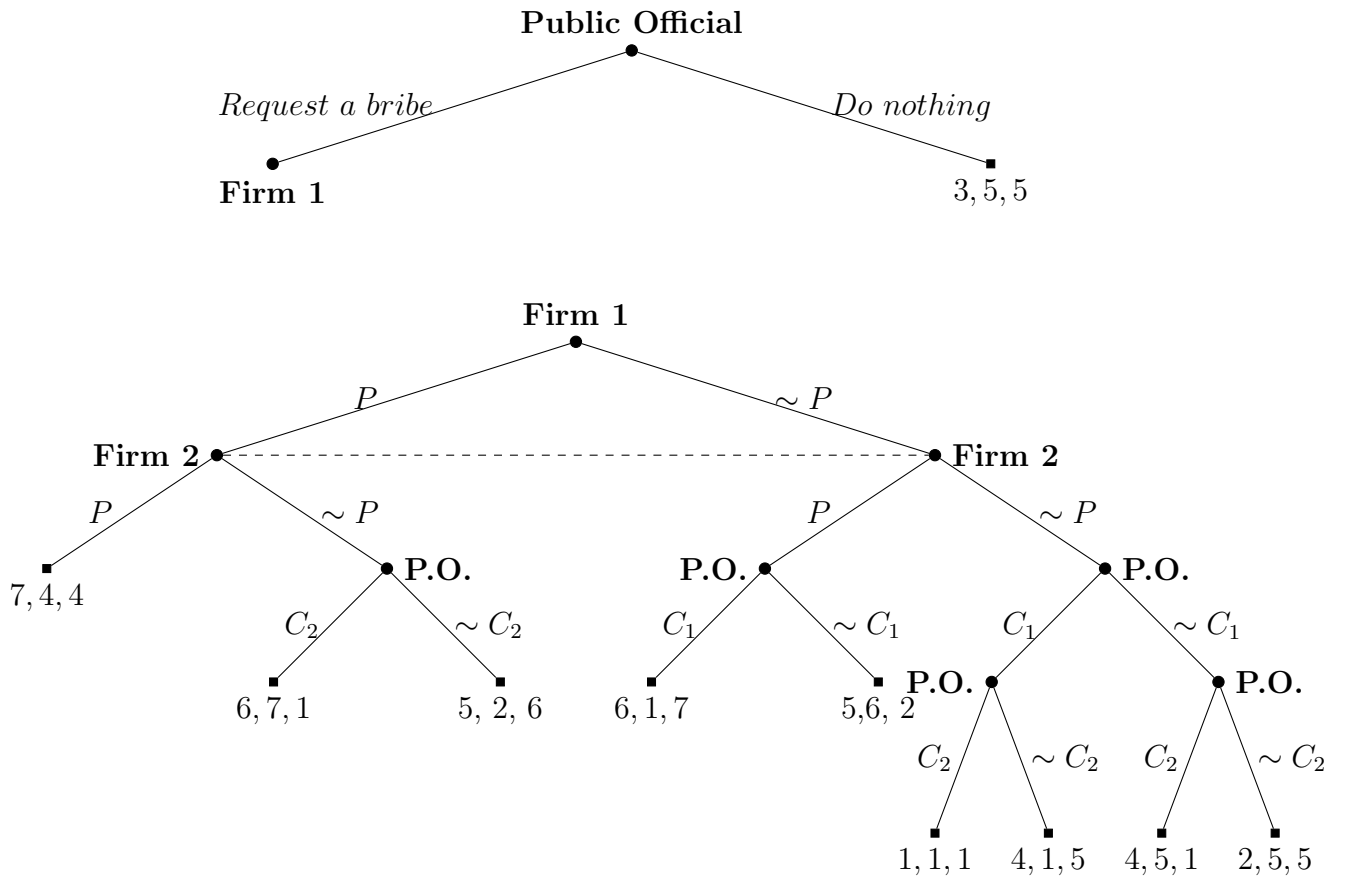 Public Official
Request a bribe Do nothing
Firm 1
3, 5, 5
Firm 1
P ∼ P
Firm 2 Firm 2
P ∼ P P ∼ P
P.O. P.O. P.O.
7, 4, 4
C₂ ∼ C₂ C₁ ∼ C₁ C₁ ∼ C₁
P.O. P.O.
6, 7, 1 5, 2, 6 6, 1, 7 5,6, 2
C₂ ∼ C₂ C₂ ∼ C₂
1, 1, 1 4, 1, 5 4, 5, 1 2, 5, 5